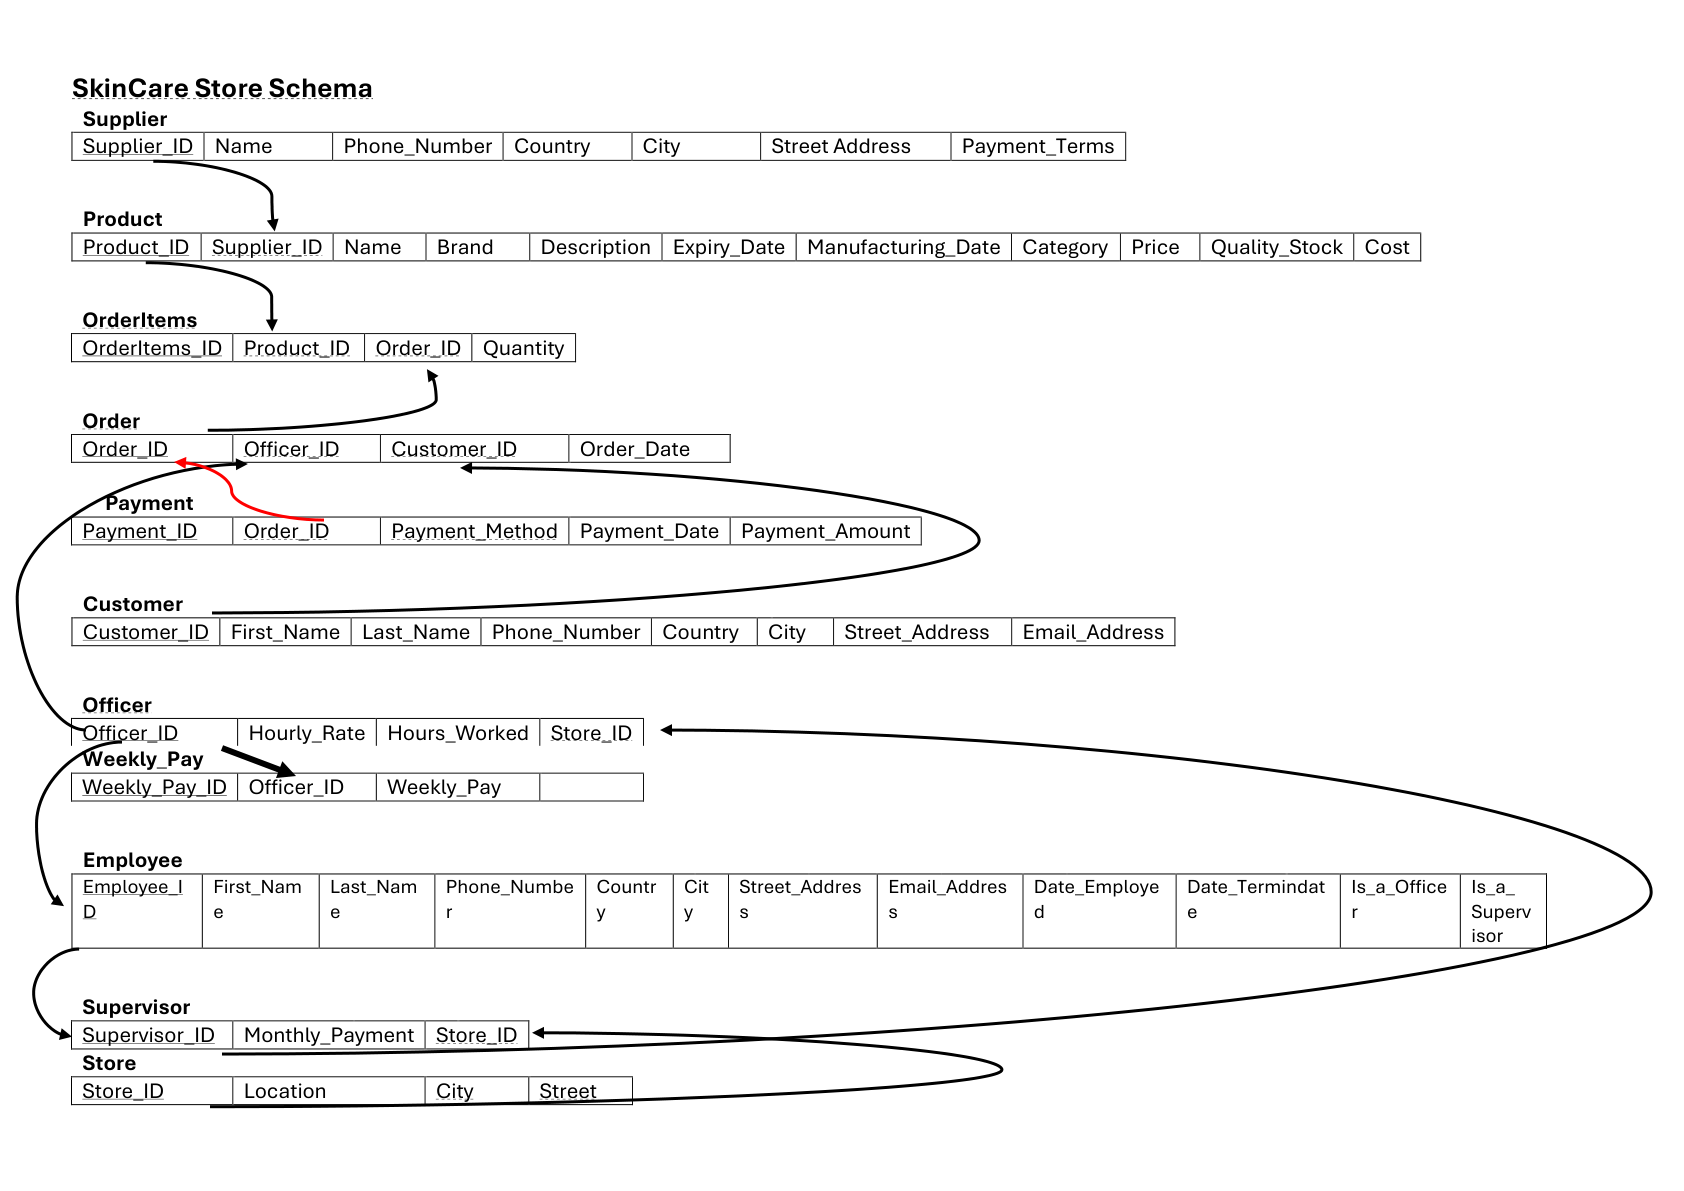 SkinCare Store Schema
Supplier
Supplier_ID Name Phone_Number Country City Street Address Payment_Terms
Product
Product_ID Supplier_ID Name Brand Description Expiry_Date Manufacturing_Date Category Price Quality_Stock Cost
OrderItems
OrderItems_ID Product_ID Order_ID Quantity
Order
Order_ID Officer_ID Customer_ID Order_Date
Payment
Payment_ID Order_ID Payment_Method Payment_Date Payment_Amount
Customer
Customer_ID First_Name Last_Name Phone_Number Country City Street_Address Email_Address
Officer
Officer_ID Hourly_Rate Hours_Worked Store_ID
Weekly_Pay
Weekly_Pay_ID Officer_ID Weekly_Pay
Employee
Employee_I First_Nam Last_Nam Phone_Numbe Countr Cit Street_Addres Email_Addres Date_Employe Date_Termindat Is_a_Office Is_a_
D e e r y y s s d e r Superv
isor
Supervisor
Supervisor_ID Monthly_Payment Store_ID
Store
Store_ID Location City Street